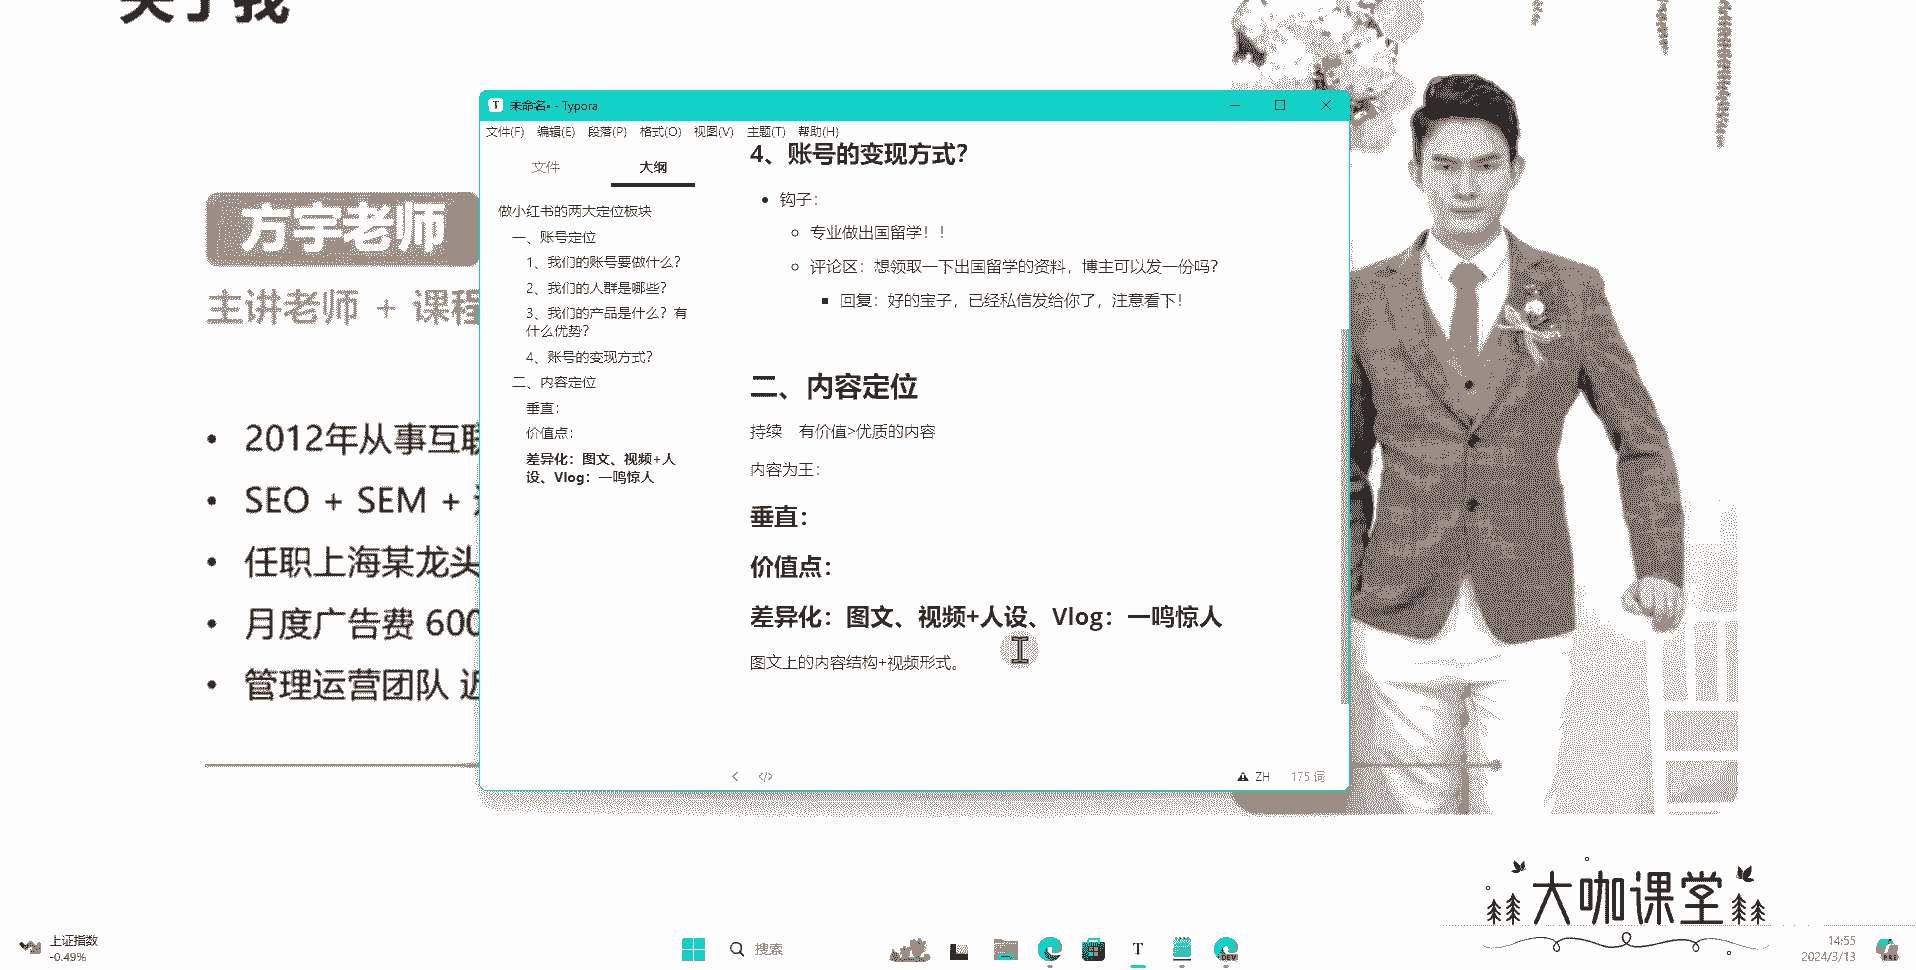 关于我
方宇老师
主讲老师 + 课程
2012年从事互联
SEO + SEM +
任职上海某龙头
月度广告费 600
管理运营团队 近
未命名• - Typora
文件(F) 编辑(E) 段落(P) 格式(O) 视图(V) 主题(T) 帮助(H)
文件 大纲
做小红书的两大定位板块
一、账号定位
1、我们的账号要做什么?
2、我们的人群是哪些?
3、我们的产品是什么? 有
什么优势?
4、账号的变现方式?
二、内容定位
垂直:
价值点:
差异化: 图文、视频+人
设、Vlog: 一鸣惊人
4、账号的变现方式?
钩子:
专业做出国留学! !
评论区: 想领取一下出国留学的资料, 博主可以发一份吗?
回复: 好的宝子, 已经私信发给你了, 注意看下!
二、内容定位
持续 有价值>优质的内容
内容为王:
垂直:
价值点:
差异化: 图文、视频+人设、Vlog: 一鸣惊人
图文上的内容结构+视频形式。
ZH 175 词
大咖课堂
上证指数
-0.49%
搜索
DEV
14:55
2024/3/13
PRE